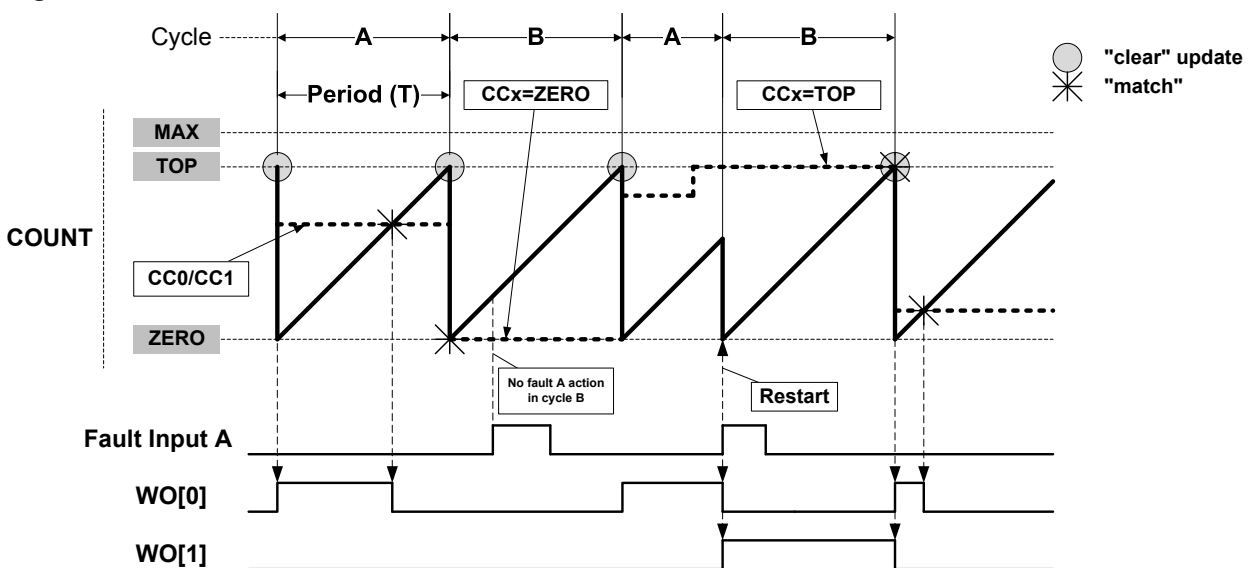 Cycle A B A B
"clear" update
"match"
Period (T)
CCx=ZERO
CCx=TOP
MAX
TOP
COUNT
CC0/CC1
ZERO
No fault A action
in cycle B
Restart
Fault Input A
WO[0]
WO[1]